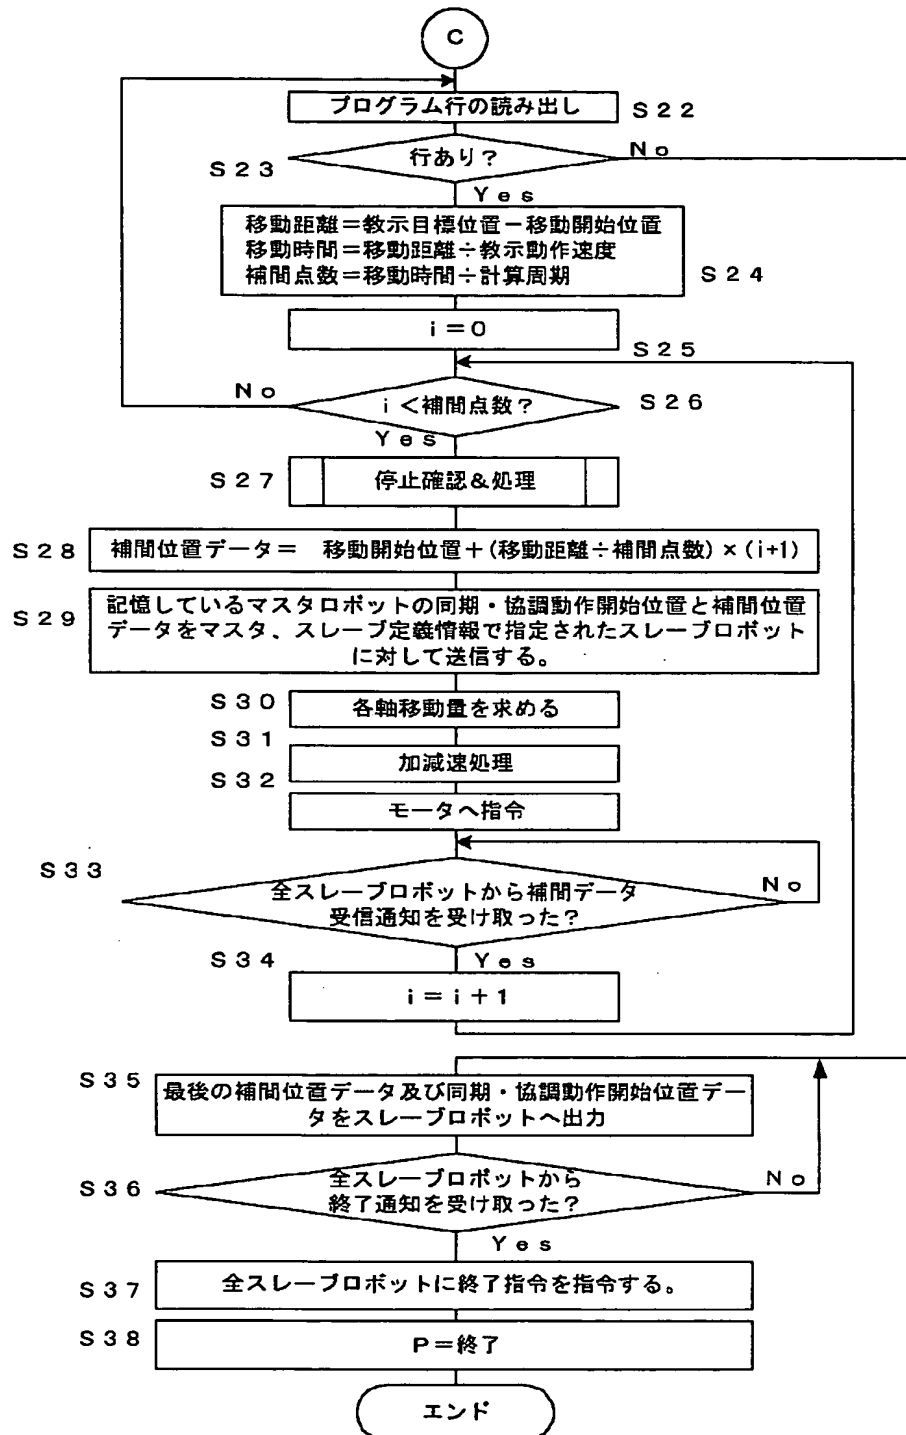 C
プログラム行の読み出し
S22
行あり?
S23
No
Yes
移動距離=教示目標位置-移動開始位置
移動時間=移動距離÷教示動作速度
補間点数=移動時間÷計算周期
S24
i=0
S25
No
i<補間点数?
S26
Yes
S27
停止確認&処理
S28
補間位置データ= 移動開始位置+(移動距離÷補間点数)×(i+1)
S29
記憶しているマスタロボットの同期・協調動作開始位置と補間位置
データをマスタ、スレーブ定義情報で指定されたスレーブロボット
に対して送信する。
S30
各軸移動量を求める
S31
加減速処理
S32
モータへ指令
S33
全スレーブロボットから補間データ
受信通知を受け取った?
No
S34
Yes
i=i+1
S35
最後の補間位置データ及び同期・協調動作開始位置デー
タをスレーブロボットへ出力
S36
全スレーブロボットから
終了通知を受け取った?
No
Yes
S37
全スレーブロボットに終了指令を指令する。
S38
P=終了
エンド